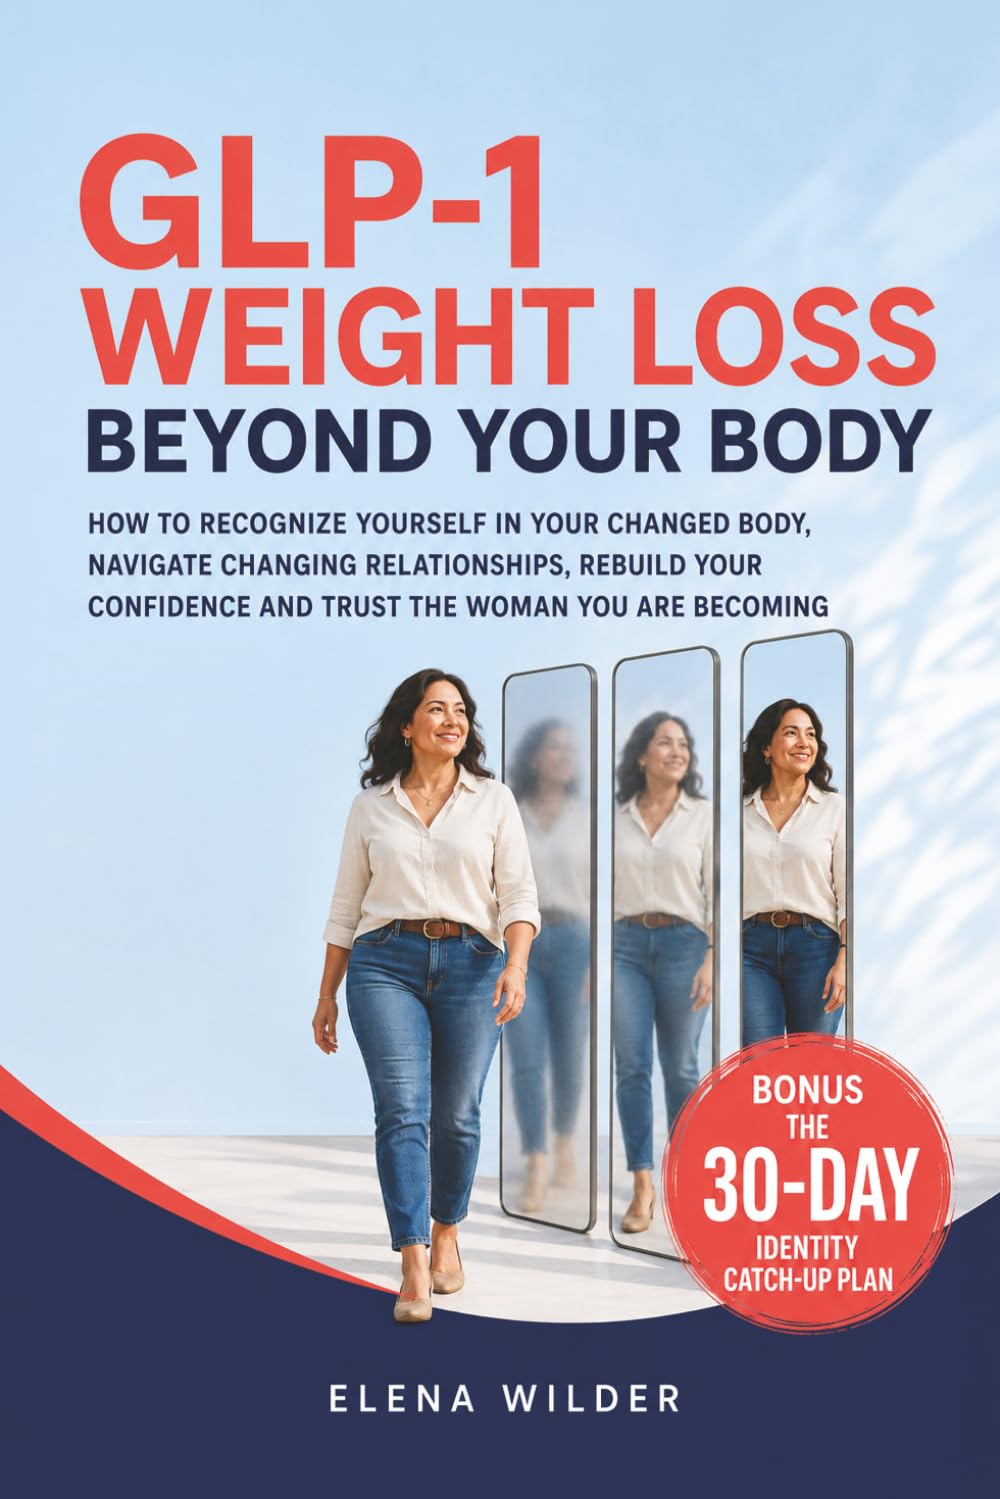 GLP-1
WEIGHT LOSS
BEYOND YOUR BODY
HOW TO RECOGNIZE YOURSELF IN YOUR CHANGED BODY,
NAVIGATE CHANGING RELATIONSHIPS, REBUILD YOUR
CONFIDENCE AND TRUST THE WOMAN YOU ARE BECOMING
BONUS
THE
30-DAY
IDENTITY
CATCH-UP PLAN
ELENA WILDER